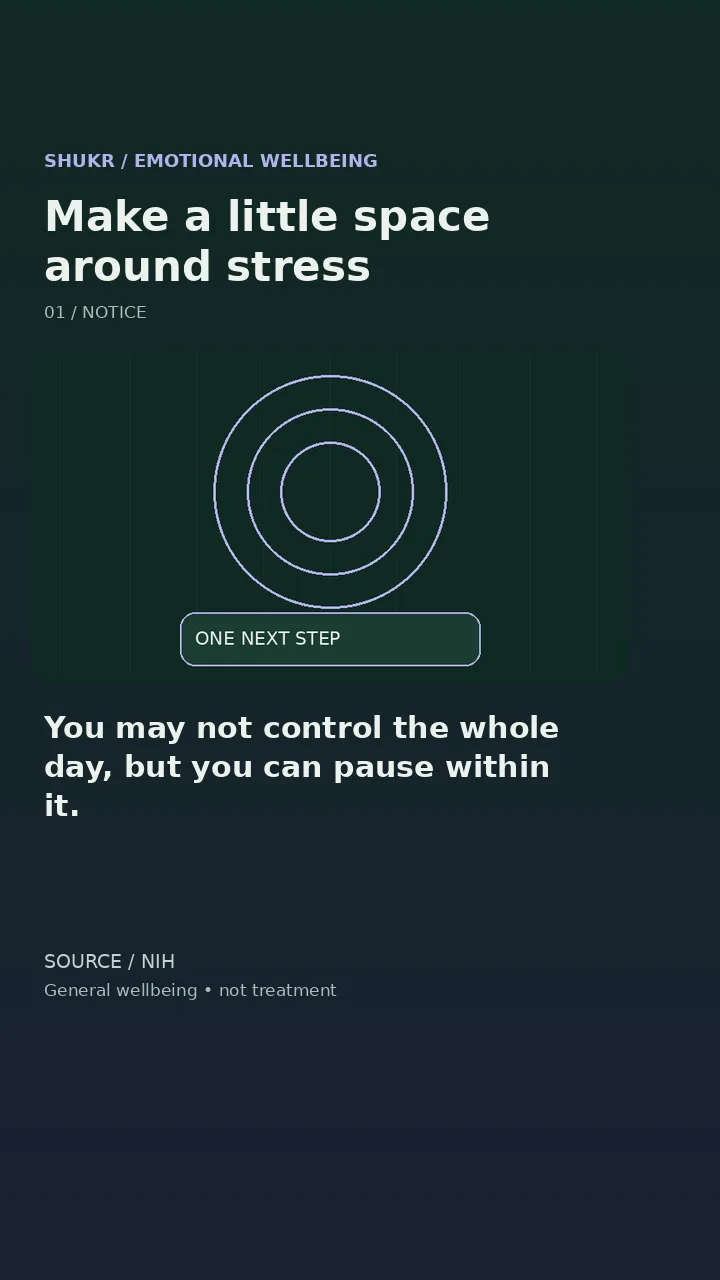 SHUKR / EMOTIONAL WELLBEING
Make a little space
around stress
01 / NOTICE
ONE NEXT STEP
You may not control the whole
day, but you can pause within
it.
SOURCE / NIH
General wellbeing • not treatment